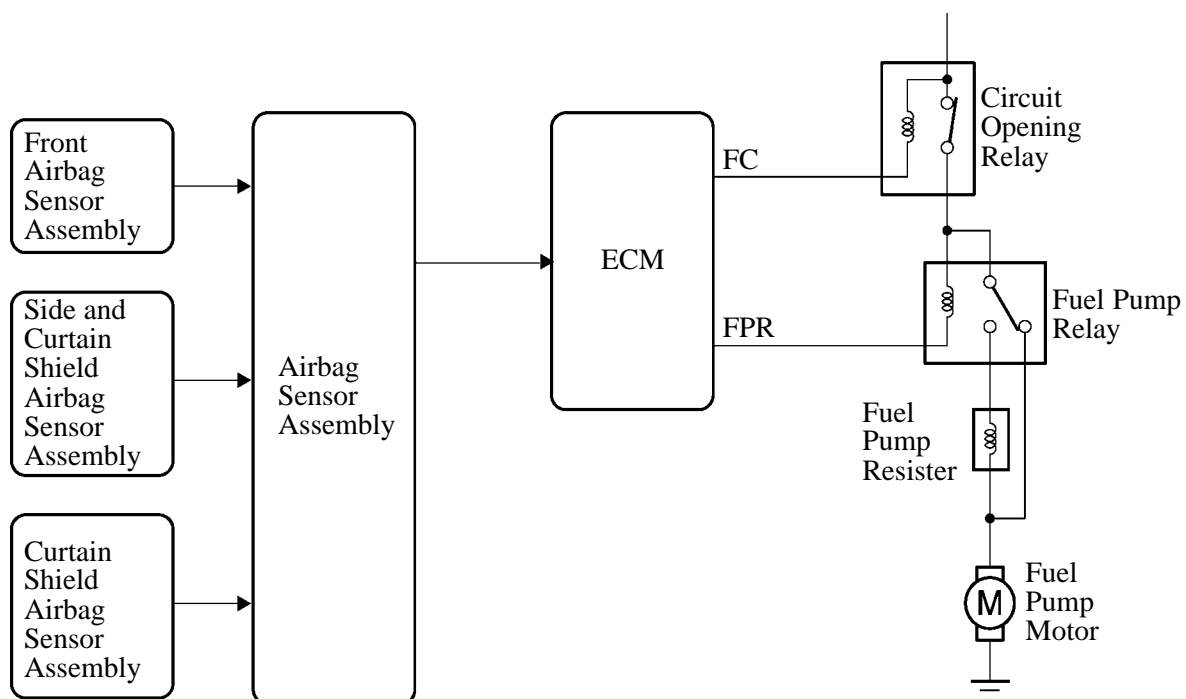 Front
Airbag
Sensor
Assembly
Side and
Curtain
Shield
Airbag
Sensor
Assembly
Curtain
Shield
Airbag
Sensor
Assembly
Airbag
Sensor
Assembly
ECM
FC
FPR
Circuit
Opening
Relay
Fuel Pump
Relay
Fuel
Pump
Resister
M
Fuel
Pump
Motor